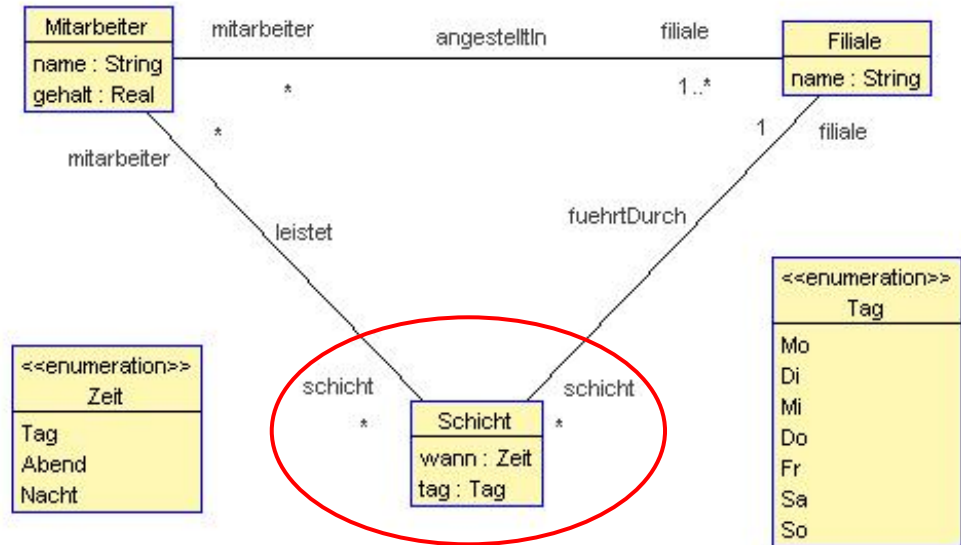 Mitarbeiter
name : String
gehalt : Real
mitarbeiter
angestelltIn
filiale
*
1..*
Filiale
name : String
*
mitarbeiter
1
filiale
leistet
fuehrtDurch
<<enumeration>>
Zeit
Tag
Abend
Nacht
schicht
*
schicht
*
Schicht
wann : Zeit
tag : Tag
<<enumeration>>
Tag
Mo
Di
Mi
Do
Fr
Sa
So